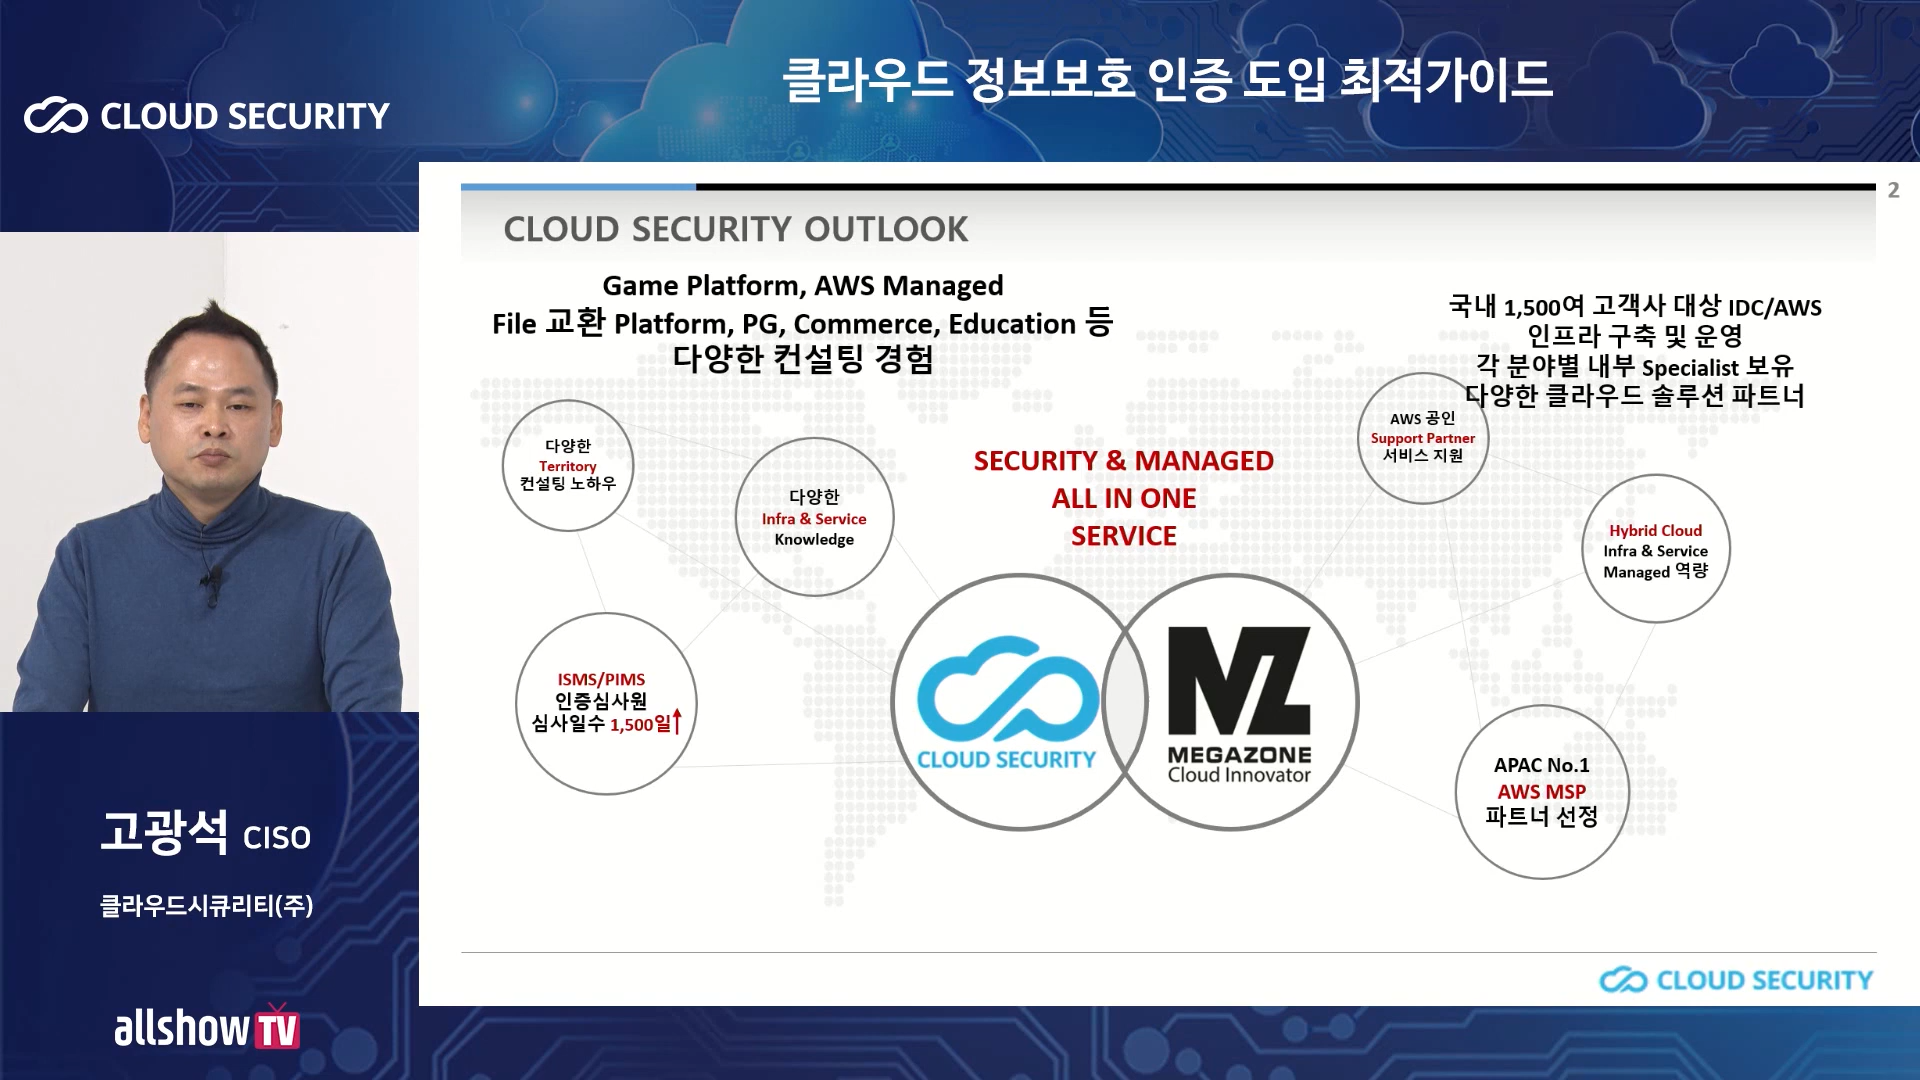 클라우드 정보보호 인증 도입 최적가이드
CLOUD SECURITY
2
CLOUD SECURITY OUTLOOK
Game Platform, AWS Managed
File 교환 Platform, PG, Commerce, Education 등
다양한 컨설팅 경험
국내 1,500여 고객사 대상 IDC/AWS
인프라 구축 및 운영
각 분야별 내부 Specialist 보유
다양한 클라우드 솔루션 파트너
다양한
Territory
컨설팅 노하우
다양한
Infra & Service
Knowledge
SECURITY & MANAGED
ALL IN ONE
SERVICE
AWS 공인
Support Partner
서비스 지원
Hybrid Cloud
Infra & Service
Managed 역량
ISMS/PIMS
인증심사원
심사일수 1,500일↑
CLOUD SECURITY
MZ
MEGAZONE
Cloud Innovator
APAC No.1
AWS MSP
파트너 선정
고광석 CISO
클라우드시큐리티(주)
allshow TV
CLOUD SECURITY